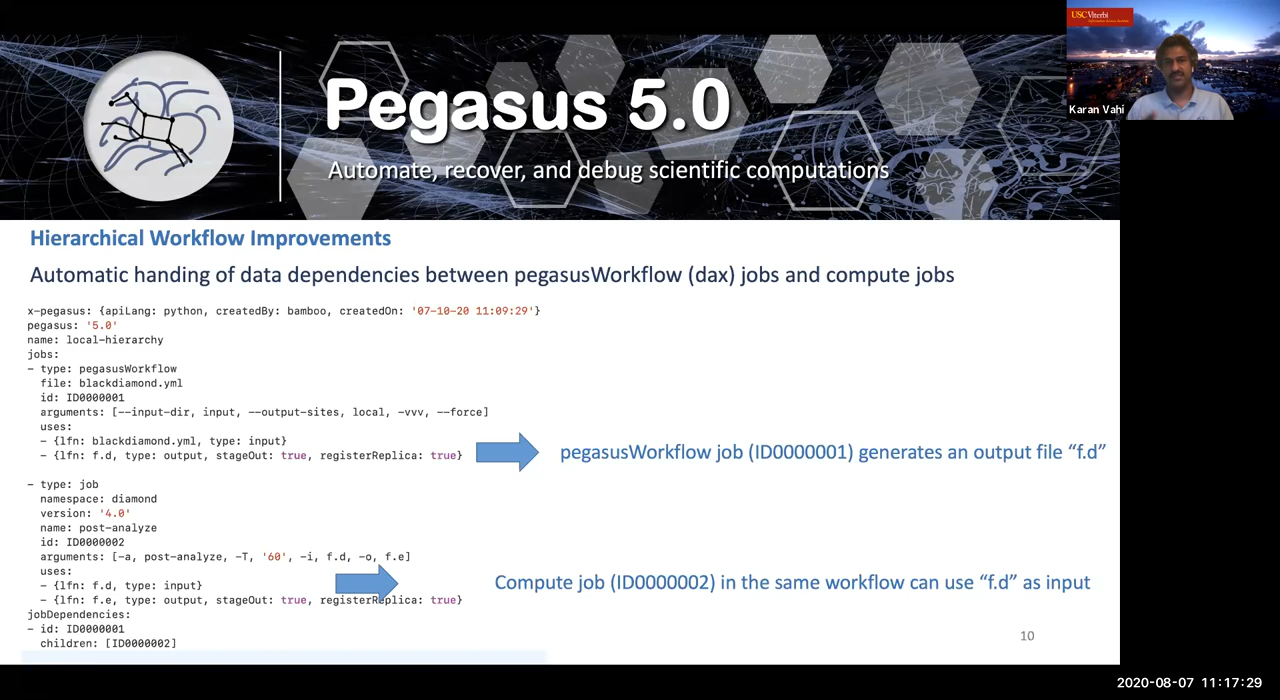 USC Viterbi
Karan Vahi
Pegasus 5.0
Automate, recover, and debug scientific computations
Hierarchical Workflow Improvements
Automatic handing of data dependencies between pegasusWorkflow (dax) jobs and compute jobs
x-pegasus: {apiLang: python, createdBy: bamboo, createdOn: '07-10-20 11:09:29'}
pegasus: '5.0'
name: local-hierarchy
jobs:
- type: pegasusWorkflow
file: blackdiamond.yml
id: ID0000001
arguments: [--input-dir, input, --output-sites, local, -vvv, --force]
uses:
- {lfn: blackdiamond.yml, type: input}
- {lfn: f.d, type: output, stageOut: true, registerReplica: true}
pegasusWorkflow job (ID0000001) generates an output file “f.d”
- type: job
namespace: diamond
version: '4.0'
name: post-analyze
id: ID0000002
arguments: [-a, post-analyze, -T, '60', -i, f.d, -o, f.e]
uses:
- {lfn: f.d, type: input}
Compute job (ID0000002) in the same workflow can use “f.d” as input
- {lfn: f.e, type: output, stageOut: true, registerReplica: true}
jobDependencies:
- id: ID0000001
children: [ID0000002]
10
2020-08-07 11:17:29